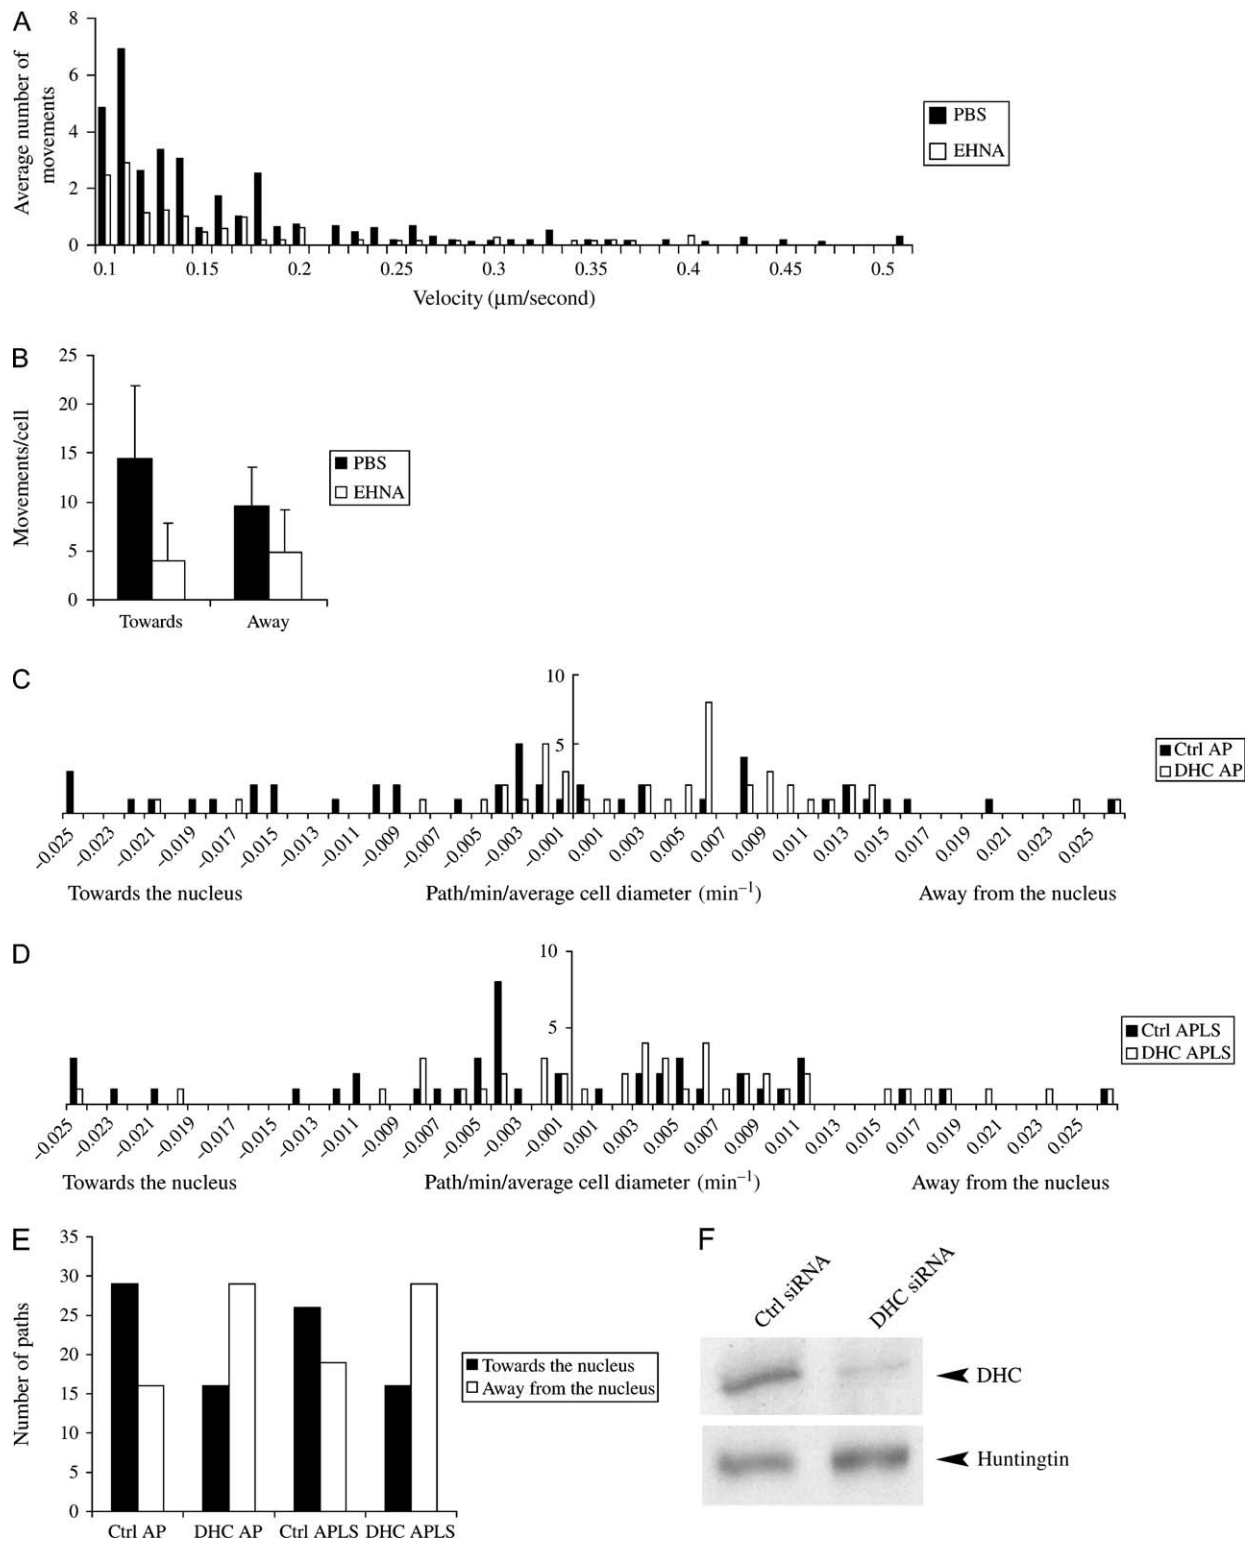 A
8
6
4
2
0
Average number of
movements
0.1 0.15 0.2 0.25 0.3 0.35 0.4 0.45 0.5
Velocity (μm/second)
PBS
EHNA
B
25
20
15
10
5
0
Movements/cell
Towards Away
PBS
EHNA
C
10
5
−0.025 −0.023 −0.021 −0.019 −0.017 −0.015 −0.013 −0.011 −0.009 −0.007 −0.005 −0.003 −0.001 0.001 0.003 0.005 0.007 0.009 0.011 0.013 0.015 0.017 0.019 0.021 0.023 0.025
Towards the nucleus Path/min/average cell diameter (min⁻¹) Away from the nucleus
Ctrl AP
DHC AP
D
10
5
−0.025 −0.023 −0.021 −0.019 −0.017 −0.015 −0.013 −0.011 −0.009 −0.007 −0.005 −0.003 −0.001 0.001 0.003 0.005 0.007 0.009 0.011 0.013 0.015 0.017 0.019 0.021 0.023 0.025
Towards the nucleus Path/min/average cell diameter (min⁻¹) Away from the nucleus
Ctrl APLS
DHC APLS
E
35
30
25
20
15
10
5
0
Number of paths
Ctrl AP DHC AP Ctrl APLS DHC APLS
Towards the nucleus
Away from the nucleus
F
Ctrl siRNA DHC siRNA
DHC
Huntingtin